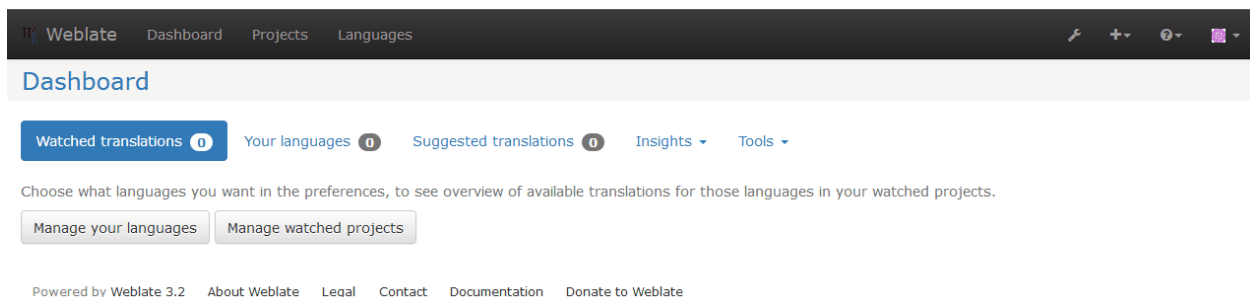 Weblate Dashboard Projects Languages
Dashboard
Watched translations 0 Your languages 0 Suggested translations 0 Insights Tools
Choose what languages you want in the preferences, to see overview of available translations for those languages in your watched projects.
Manage your languages Manage watched projects
Powered by Weblate 3.2 About Weblate Legal Contact Documentation Donate to Weblate